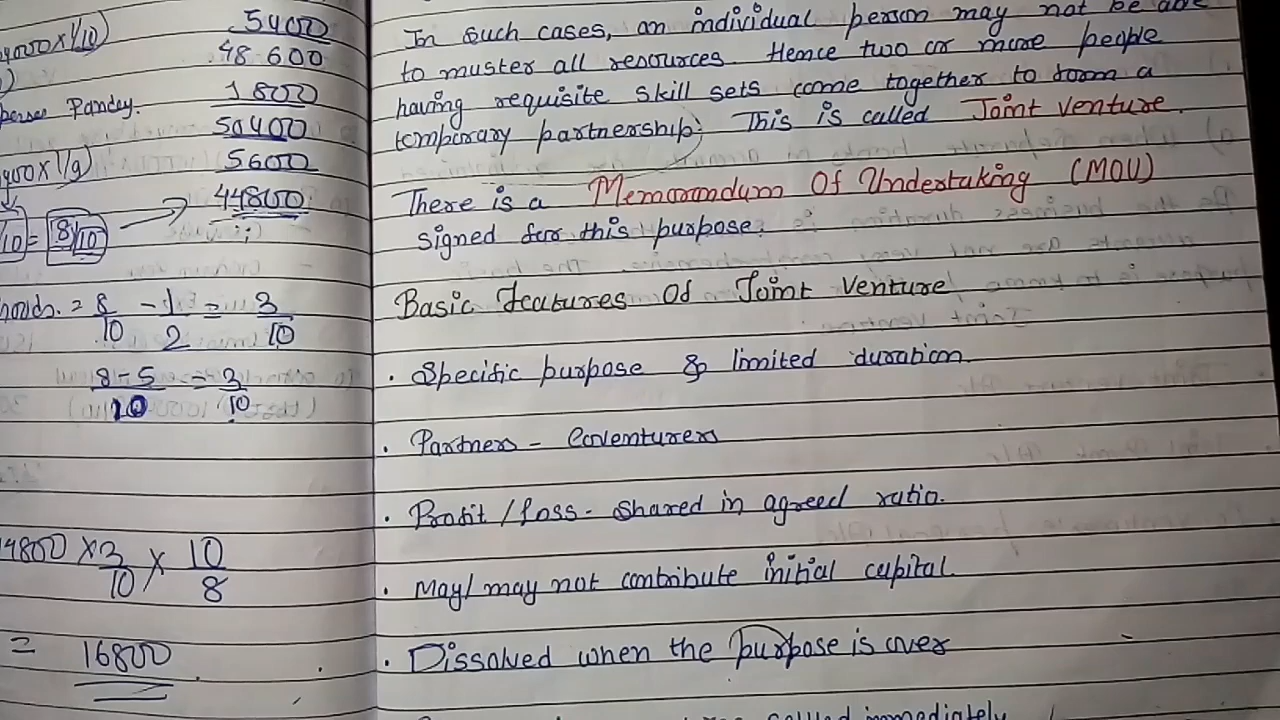 5400
48 600
1800
50400
5600
44800
= 8/10
8/10 - 1/2 = 3/10
8-5/10 = 3/10
4800 × 3/10 × 10/8
= 16800
In such cases, an individual person may not be able
to muster all resources. Hence two or more people
having requisite skill sets come together to form a
temporary partnership; This is called Joint Venture.
There is a Memorandum Of Undertaking (MOU)
signed for this purpose.
Basic features Of Joint Venture
. Specific purpose & limited duration.
. Partners - Coventurers
. Profit / Loss - shared in agreed ratio.
. May/ may not contribute initial capital.
. Dissolved when the purpose is over
immediately